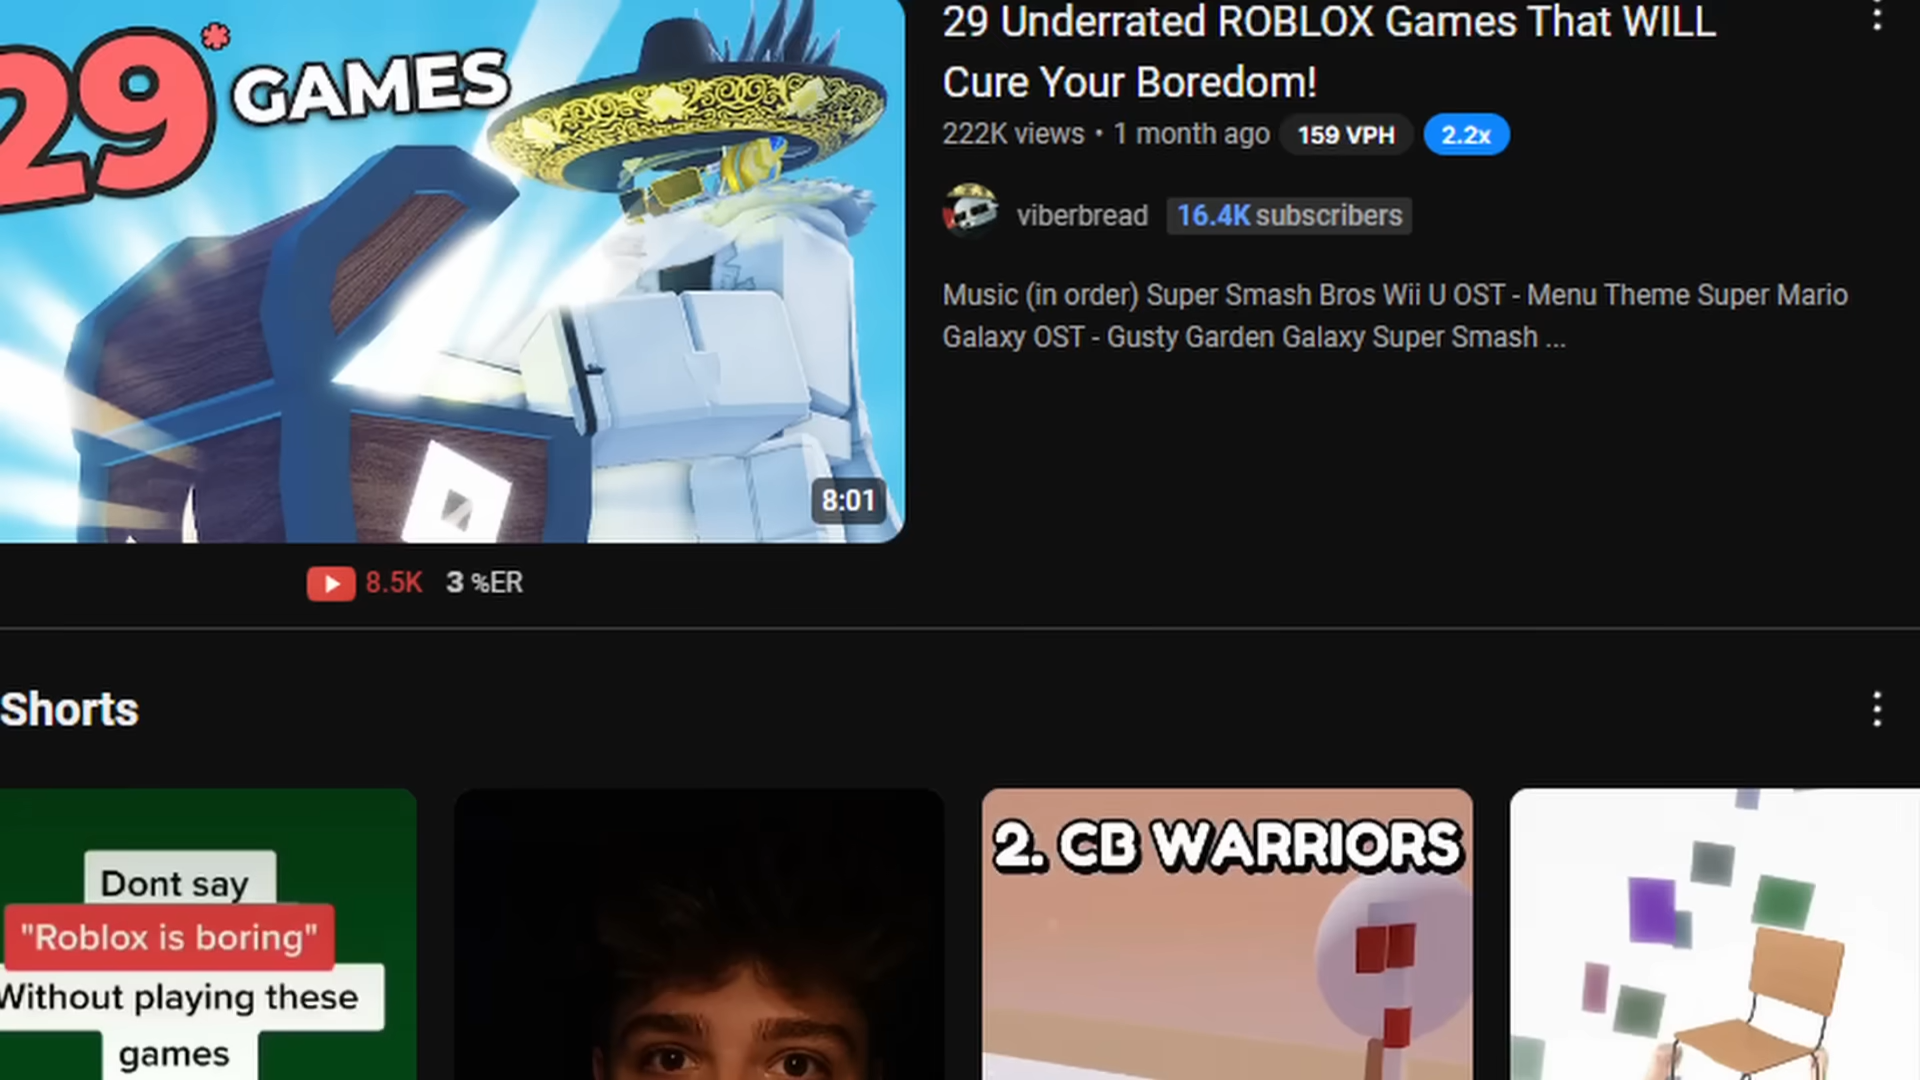 29* GAMES
8:01
8.5K 3 %ER
29 Underrated ROBLOX Games That WILL
Cure Your Boredom!
222K views • 1 month ago 159 VPH 2.2x
viberbread 16.4K subscribers
Music (in order) Super Smash Bros Wii U OST - Menu Theme Super Mario
Galaxy OST - Gusty Garden Galaxy Super Smash ...
Shorts
Dont say
"Roblox is boring"
Without playing these
games
2. CB WARRIORS